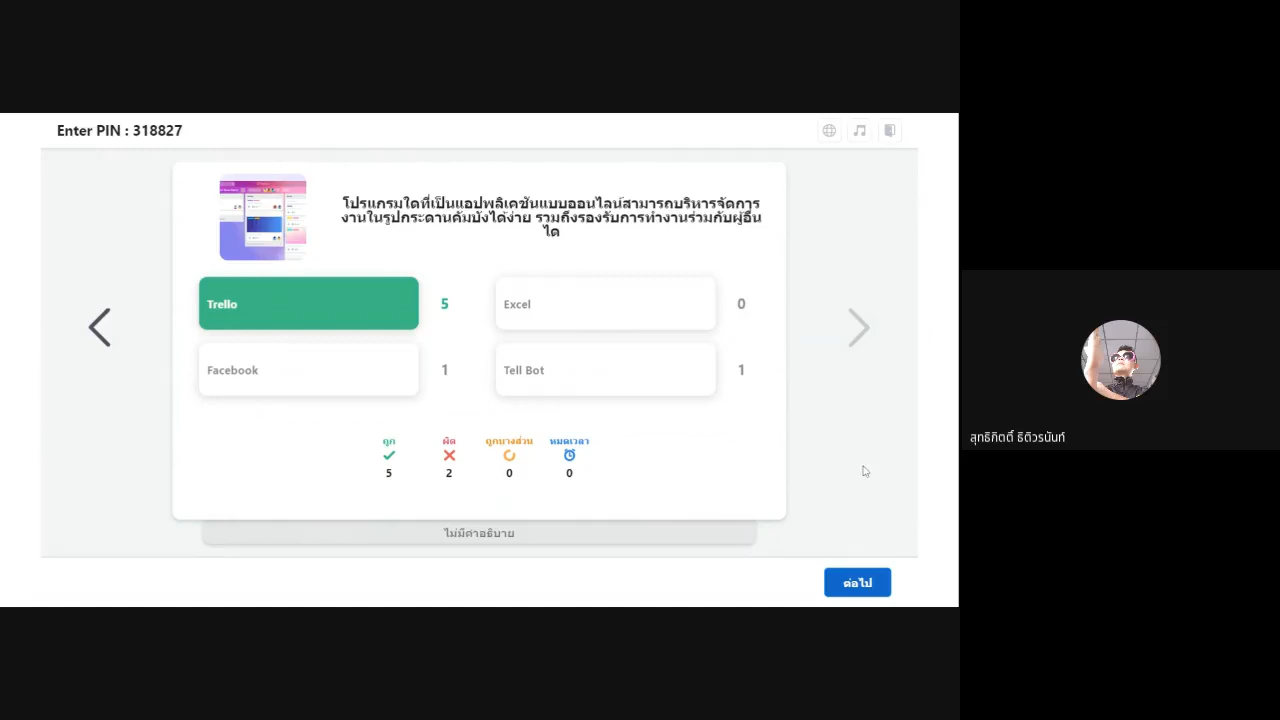 Enter PIN : 318827
โปรแกรมใดที่เป็นแอปพลิเคชันแบบออนไลน์สามารถบริหารจัดการ
งานในรูปกระดานคัมบังได้ง่าย รวมถึงรองรับการทำงานร่วมกับผู้อื่น
ได้
Trello
5
Excel
0
Facebook
1
Tell Bot
1
ถูก
ผิด
ถูกบางส่วน
หมดเวลา
5
2
0
0
ไม่มีคำอธิบาย
ต่อไป
สุทธิกิตติ์ ธิติวรนันท์